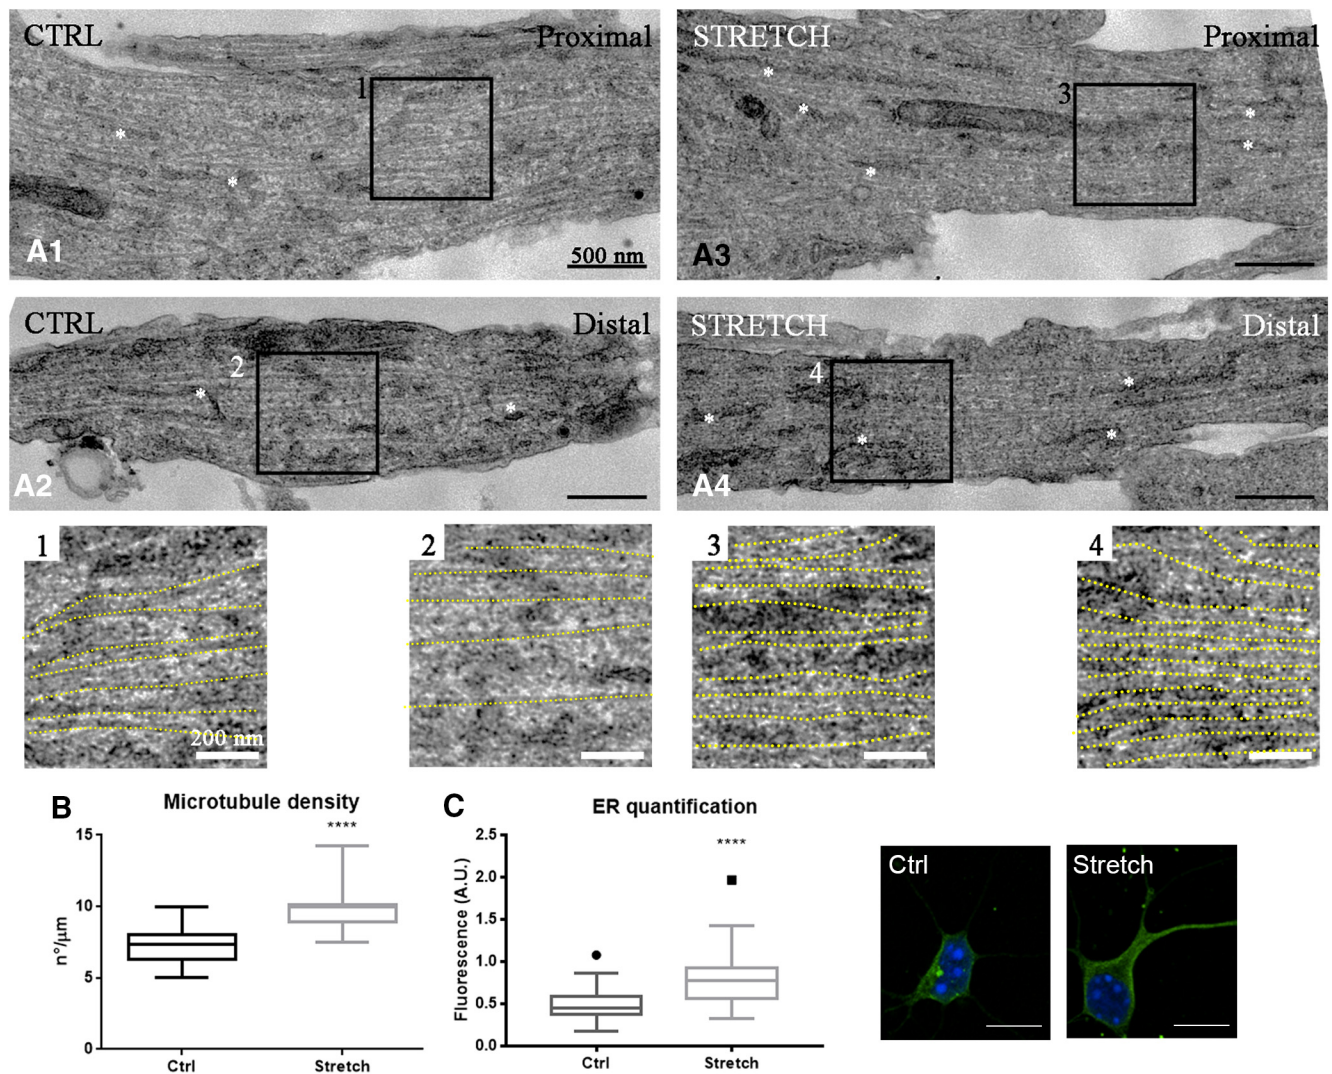 CTRL
Proximal
1
*
*
A1
500 nm
STRETCH
Proximal
3
*
*
*
*
*
A3
CTRL
Distal
2
*
*
A2
STRETCH
Distal
4
*
*
*
*
A4
1
200 nm
2
3
4
B
Microtubule density
****
15
10
5
0
n°/μm
Ctrl
Stretch
C
ER quantification
****
2.5
2.0
1.5
1.0
0.5
0.0
Fluorescence (A.U.)
Ctrl
Stretch
Ctrl
Stretch